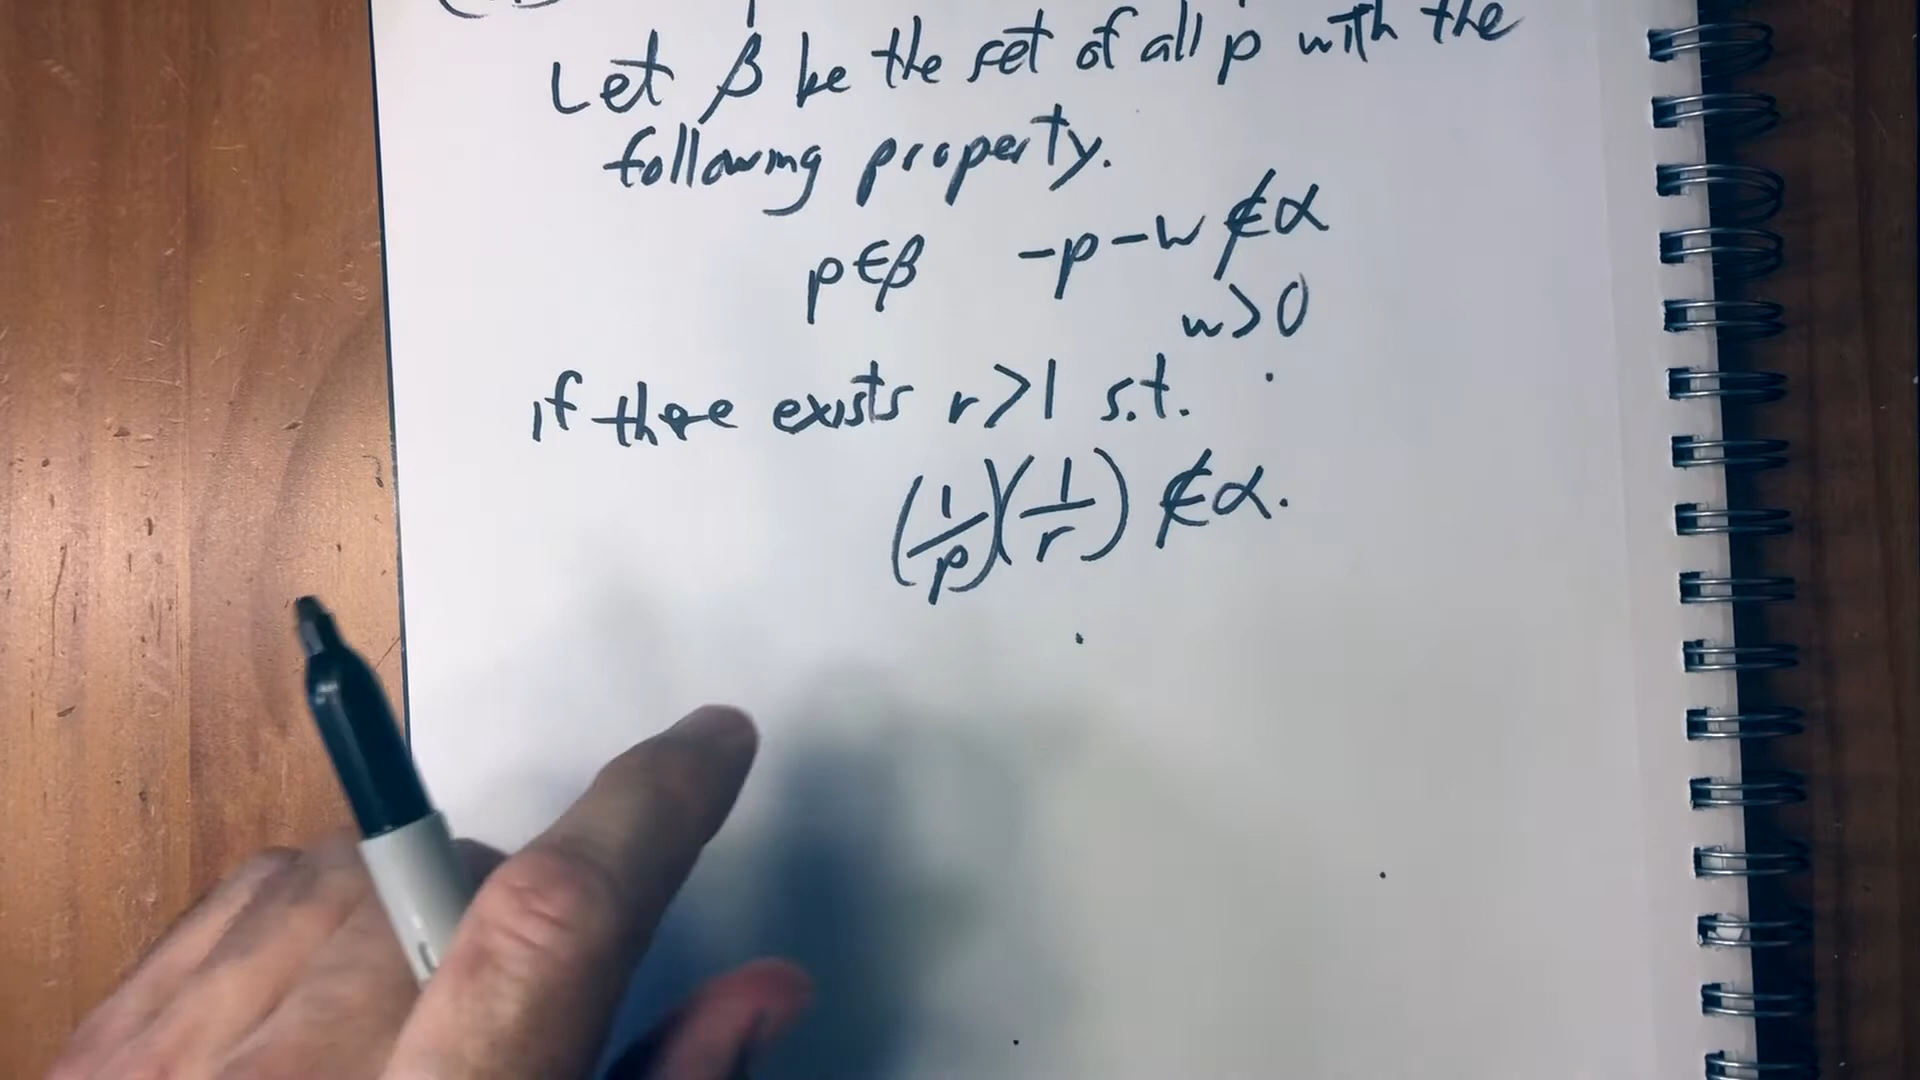 Let β be the set of all p with the
following property.
p∈β -p-w∉α
w>0
if there exists r>1 s.t.
(1/p)(1/r)∉α.